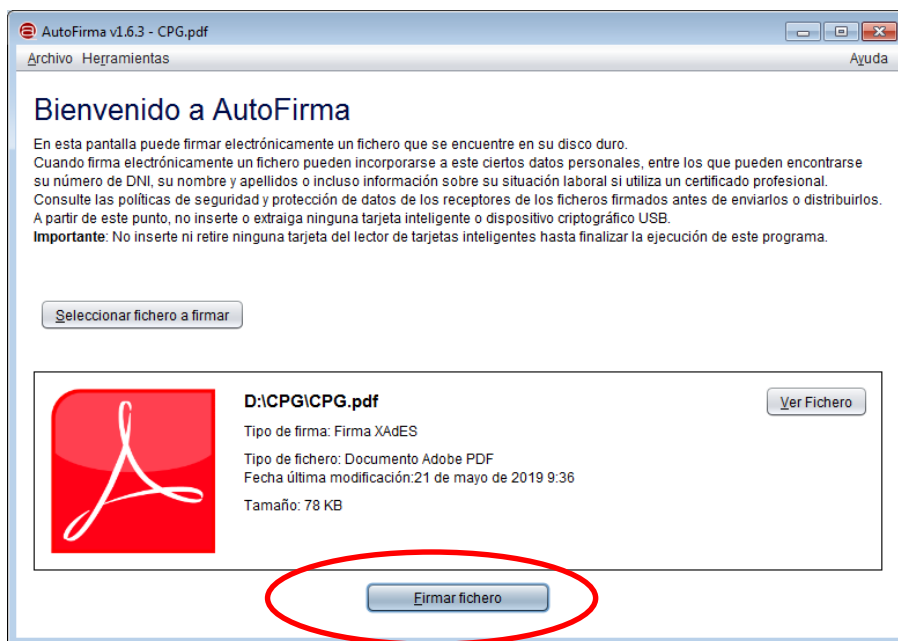 AutoFirma v1.6.3 - CPG.pdf
Archivo Herramientas Ayuda
Bienvenido a AutoFirma
En esta pantalla puede firmar electrónicamente un fichero que se encuentre en su disco duro.
Cuando firma electrónicamente un fichero pueden incorporarse a este ciertos datos personales, entre los que pueden encontrarse
su número de DNI, su nombre y apellidos o incluso información sobre su situación laboral si utiliza un certificado profesional.
Consulte las políticas de seguridad y protección de datos de los receptores de los ficheros firmados antes de enviarlos o distribuirlos.
A partir de este punto, no inserte o extraiga ninguna tarjeta inteligente o dispositivo criptográfico USB.
Importante: No inserte ni retire ninguna tarjeta del lector de tarjetas inteligentes hasta finalizar la ejecución de este programa.
Seleccionar fichero a firmar
D:\CPG\CPG.pdf
Ver Fichero
Tipo de firma: Firma XAdES
Tipo de fichero: Documento Adobe PDF
Fecha última modificación:21 de mayo de 2019 9:36
Tamaño: 78 KB
Firmar fichero